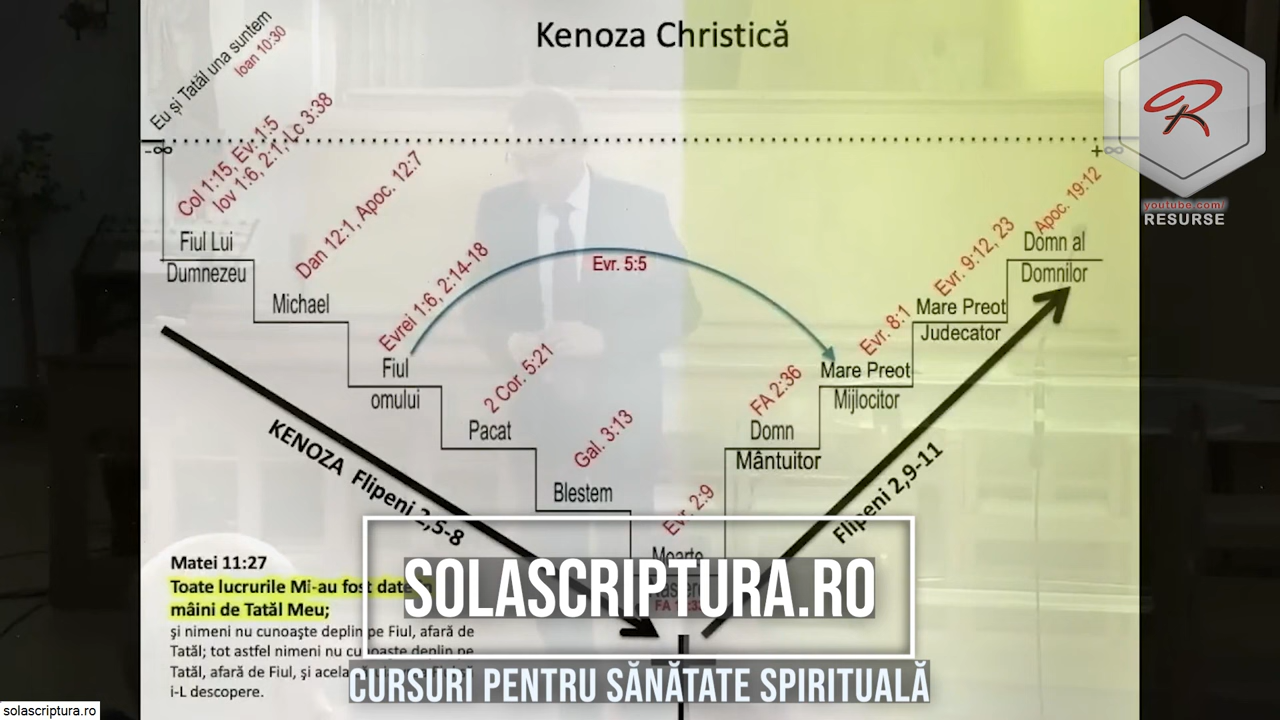 Kenoza Christică
Eu și Tatăl una suntem
Ioan 10:30
-∞
+∞
Col 1:15, Ev. 1:5
Iov 1:6, 2:1, Lc 3:38
Fiul Lui
Dumnezeu
Dan 12:1, Apoc. 12:7
Michael
Evrei 1:6, 2:14-18
Fiul
omului
2 Cor. 5:21
Pacat
Gal. 3:13
Blestem
Evr. 2:9
Moarte
Evr. 5:5
FA 2:36
Domn
Mântuitor
Evr. 8:1
Mare Preot
Mijlocitor
Evr. 9:12, 23
Mare Preot
Judecator
Apoc. 19:12
Domn al
Domnilor
KENOZA Flipeni 2,5-8
Flipeni 2,9-11
Matei 11:27
Toate lucrurile Mi-au fost date
mâini de Tatăl Meu;
şi nimeni nu cunoaşte deplin pe Fiul, afară de
Tatăl; tot astfel nimeni nu cunoaşte deplin pe
Tatăl, afară de Fiul, şi acela
i-L descopere.
SOLASCRIPTURA.RO
CURSURI PENTRU SĂNĂTATE SPIRITUALĂ
solascriptura.ro
R
youtube.com/
RESURSE